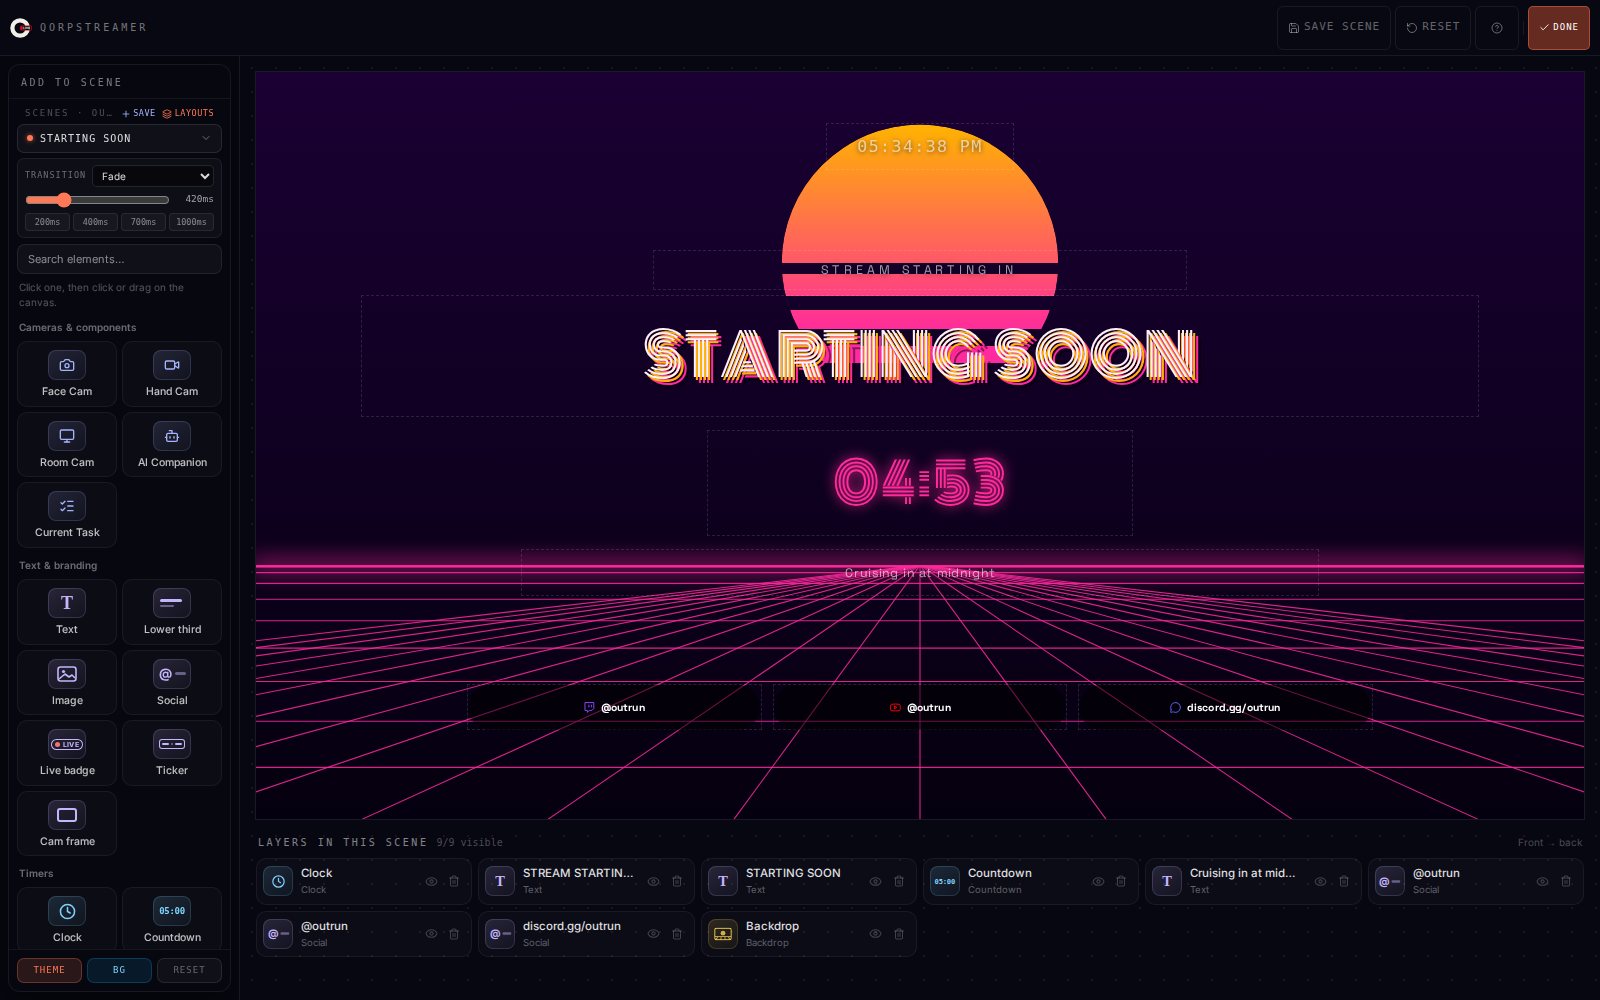 QORPSTREAMER
SAVE SCENE
RESET
DONE
ADD TO SCENE
SCENES · OU…
SAVE
LAYOUTS
STARTING SOON
TRANSITION
Fade
420ms
200ms
400ms
700ms
1000ms
Search elements...
Click one, then click or drag on the
canvas.
Cameras & components
Face Cam
Hand Cam
Room Cam
AI Companion
Current Task
Text & branding
T
Text
Lower third
Image
@
Social
LIVE
Live badge
Ticker
Cam frame
Timers
Clock
05:00
Countdown
THEME
BG
RESET
05:34:38 PM
STREAM STARTING IN
STARTING SOON
04:53
Cruising in at midnight
@outrun
@outrun
discord.gg/outrun
LAYERS IN THIS SCENE 9/9 visible
Front → back
Clock
Clock
T
STREAM STARTIN…
Text
T
STARTING SOON
Text
05:00
Countdown
Countdown
T
Cruising in at mid…
Text
@
@outrun
Social
@
@outrun
Social
@
discord.gg/outrun
Social
Backdrop
Backdrop